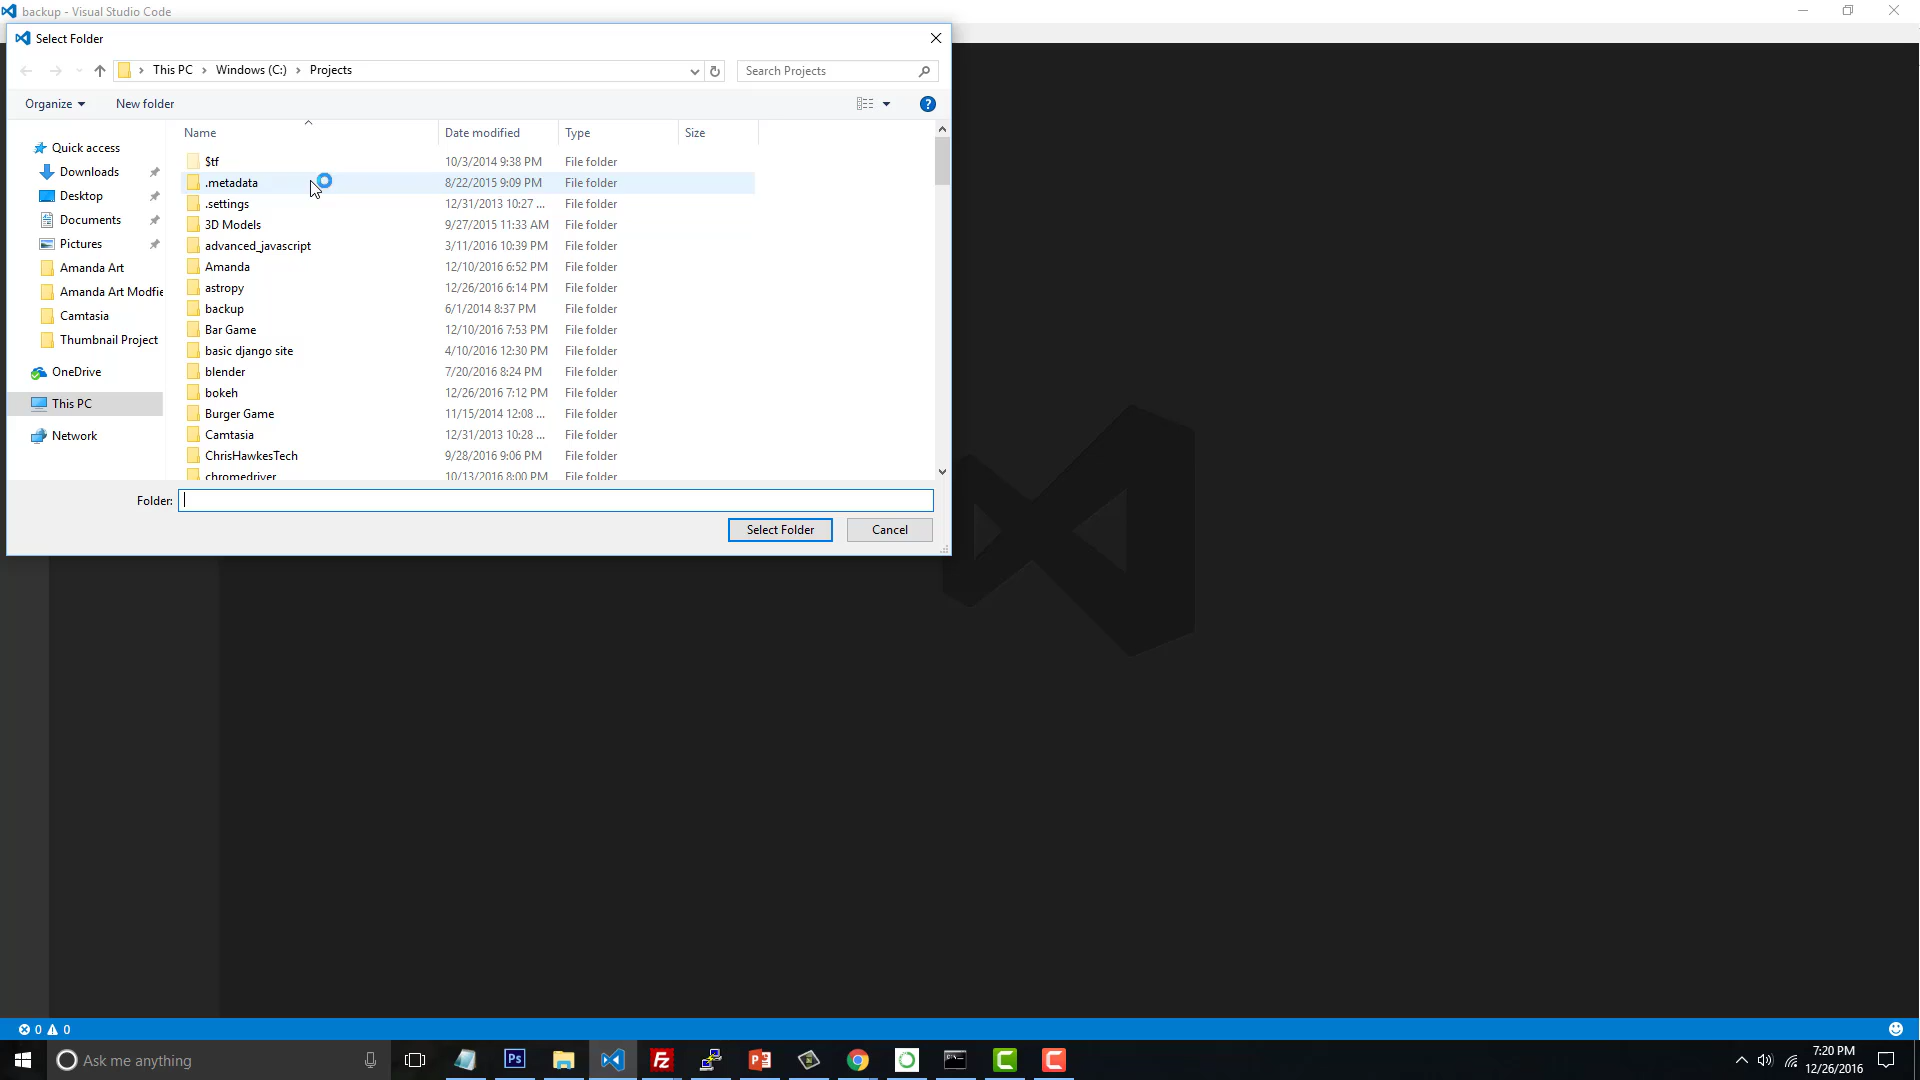 backup - Visual Studio Code
Select Folder
This PC > Windows (C:) > Projects
Search Projects
Organize
New folder
Name Date modified Type Size
Quick access
Downloads
Desktop
Documents
Pictures
Amanda Art
Amanda Art Modfie
Camtasia
Thumbnail Project
OneDrive
This PC
Network
$tf 10/3/2014 9:38 PM File folder
.metadata 8/22/2015 9:09 PM File folder
.settings 12/31/2013 10:27 ... File folder
3D Models 9/27/2015 11:33 AM File folder
advanced_javascript 3/11/2016 10:39 PM File folder
Amanda 12/10/2016 6:52 PM File folder
astropy 12/26/2016 6:14 PM File folder
backup 6/1/2014 8:37 PM File folder
Bar Game 12/10/2016 7:53 PM File folder
basic django site 4/10/2016 12:30 PM File folder
blender 7/20/2016 8:24 PM File folder
bokeh 12/26/2016 7:12 PM File folder
Burger Game 11/15/2014 12:08 ... File folder
Camtasia 12/31/2013 10:28 ... File folder
ChrisHawkesTech 9/28/2016 9:06 PM File folder
chromedriver 10/13/2016 8:00 PM File folder
Folder:
Select Folder
Cancel
0 0
Ask me anything
Ps
Fz
7:20 PM
12/26/2016